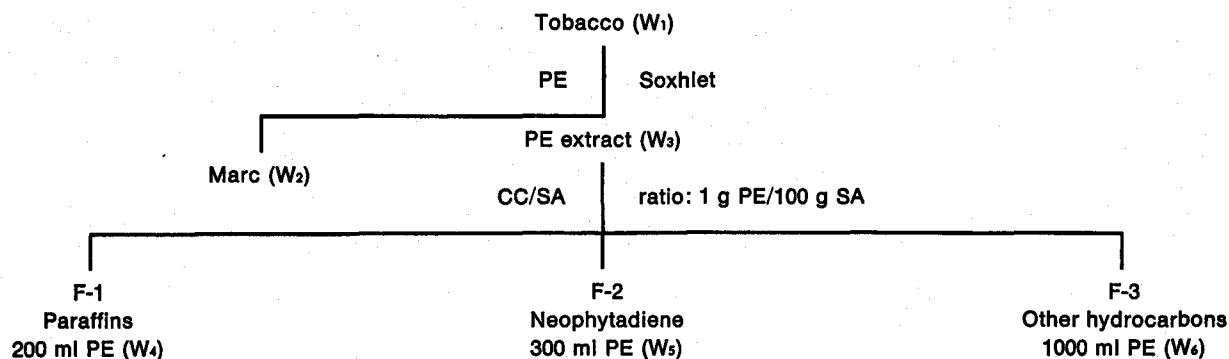 Tobacco (W₁)
PE Soxhlet
PE extract (W₃)
Marc (W₂)
CC/SA ratio: 1 g PE/100 g SA
F-1 F-2 F-3
Paraffins Neophytadiene Other hydrocarbons
200 ml PE (W₄) 300 ml PE (W₅) 1000 ml PE (W₆)